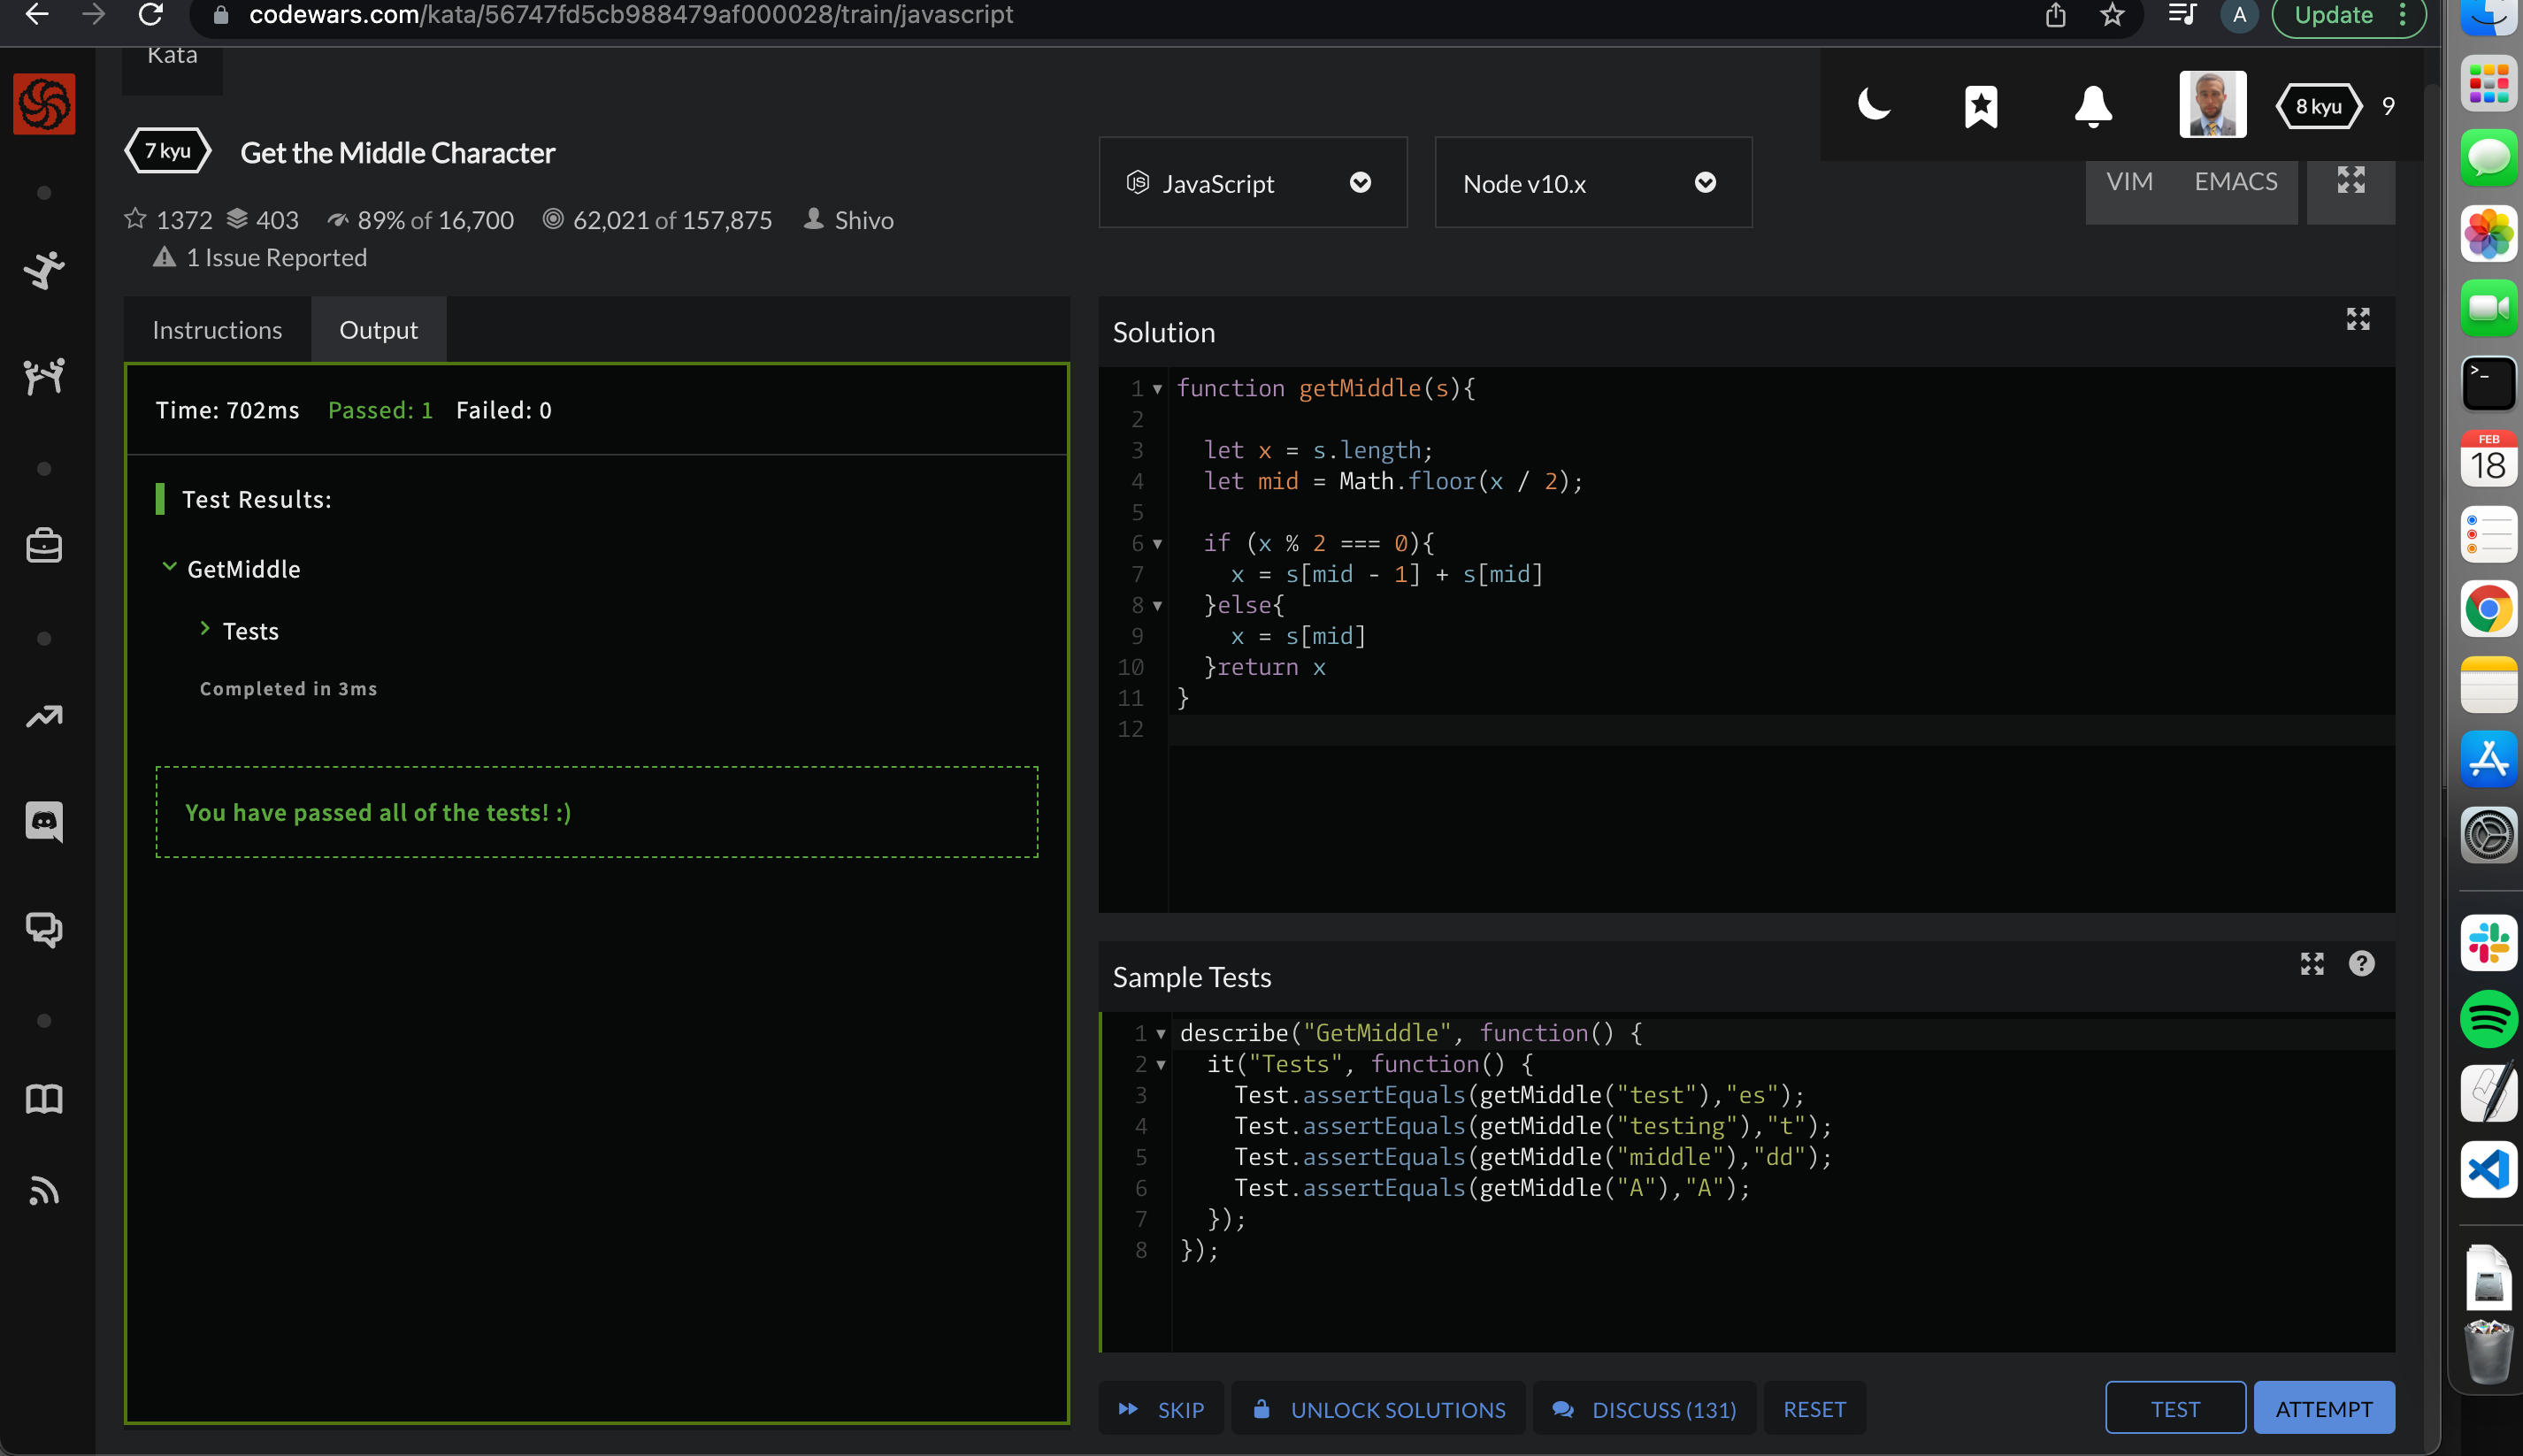 codewars.com/kata/56747fd5cb988479af000028/train/javascript
A
Update
Kata
8 kyu 9
7 kyu Get the Middle Character
1372 403 89% of 16,700 62,021 of 157,875 Shivo
1 Issue Reported
JavaScript
Node v10.x
VIM EMACS
Instructions
Output
Time: 702ms Passed: 1 Failed: 0
Test Results:
GetMiddle
Tests
Completed in 3ms
You have passed all of the tests! :)
Solution
1 function getMiddle(s){
2
3 let x = s.length;
4 let mid = Math.floor(x / 2);
5
6 if (x % 2 === 0){
7 x = s[mid - 1] + s[mid]
8 }else{
9 x = s[mid]
10 }return x
11 }
12
Sample Tests
1 describe("GetMiddle", function() {
2 it("Tests", function() {
3 Test.assertEquals(getMiddle("test"),"es");
4 Test.assertEquals(getMiddle("testing"),"t");
5 Test.assertEquals(getMiddle("middle"),"dd");
6 Test.assertEquals(getMiddle("A"),"A");
7 });
8 });
SKIP
UNLOCK SOLUTIONS
DISCUSS (131)
RESET
TEST
ATTEMPT
>_
FEB
18